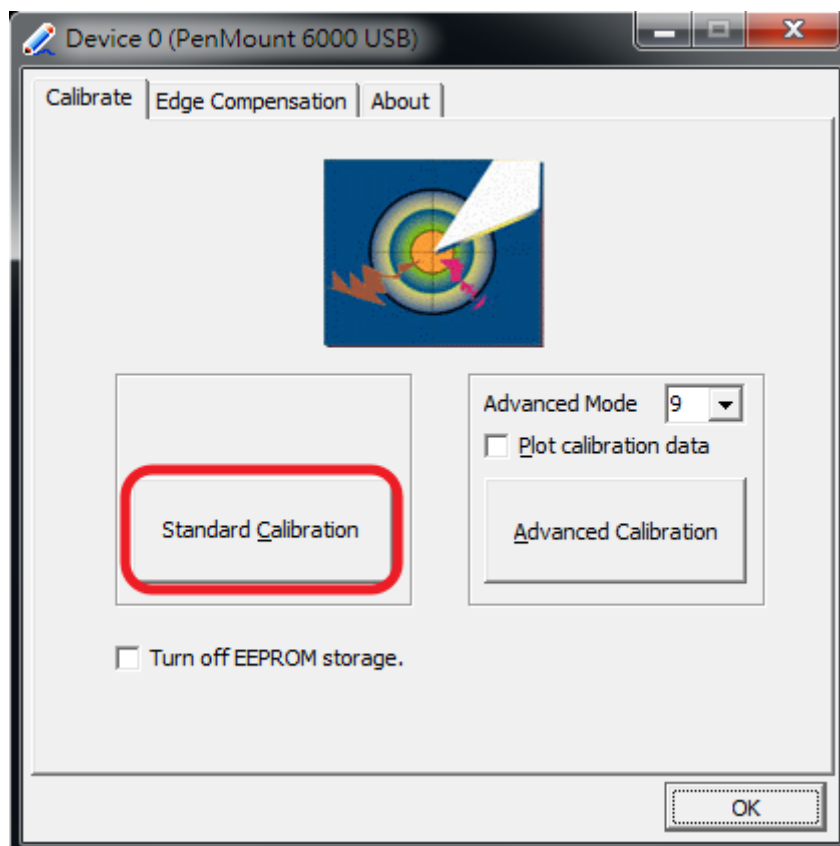 Device 0 (PenMount 6000 USB)
Calibrate Edge Compensation About
Advanced Mode 9
Plot calibration data
Standard Calibration Advanced Calibration
Turn off EEPROM storage.
OK